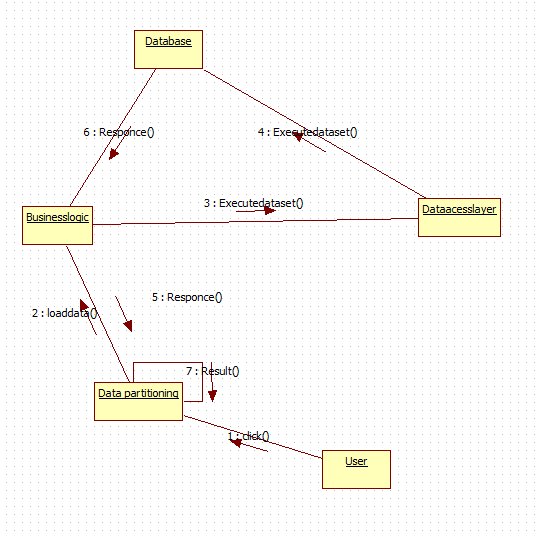 Database
6 : Responce()
4 : Executedataset()
3 : Executedataset()
Businesslogic
Dataacesslayer
5 : Responce()
2 : loaddata()
7 : Result()
Data partitioning
1 : click()
User